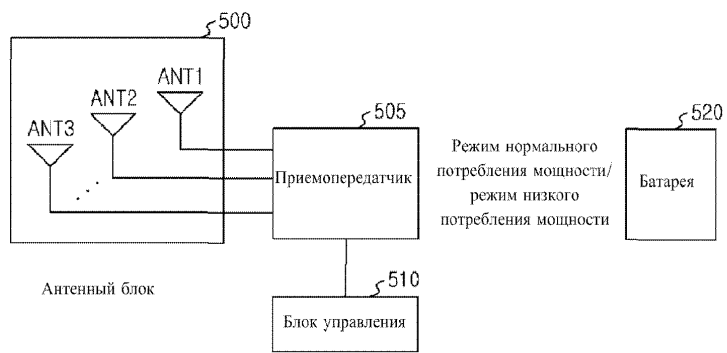 500
ANT1
ANT2
ANT3
505
Приемопередатчик
Режим нормального
потребления мощности/
режим низкого
потребления мощности
520
Батарея
Антенный блок
510
Блок управления